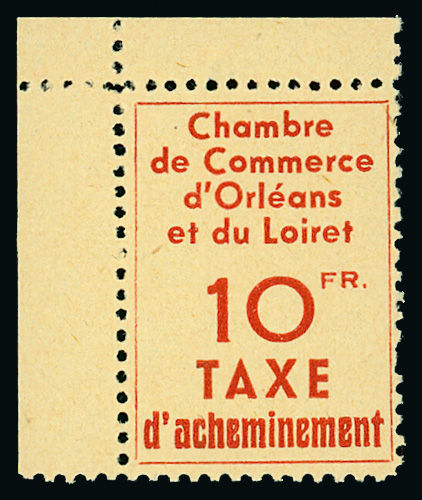 Chambre
de Commerce
d'Orléans
et du Loiret
10 FR.
TAXE
d'acheminement